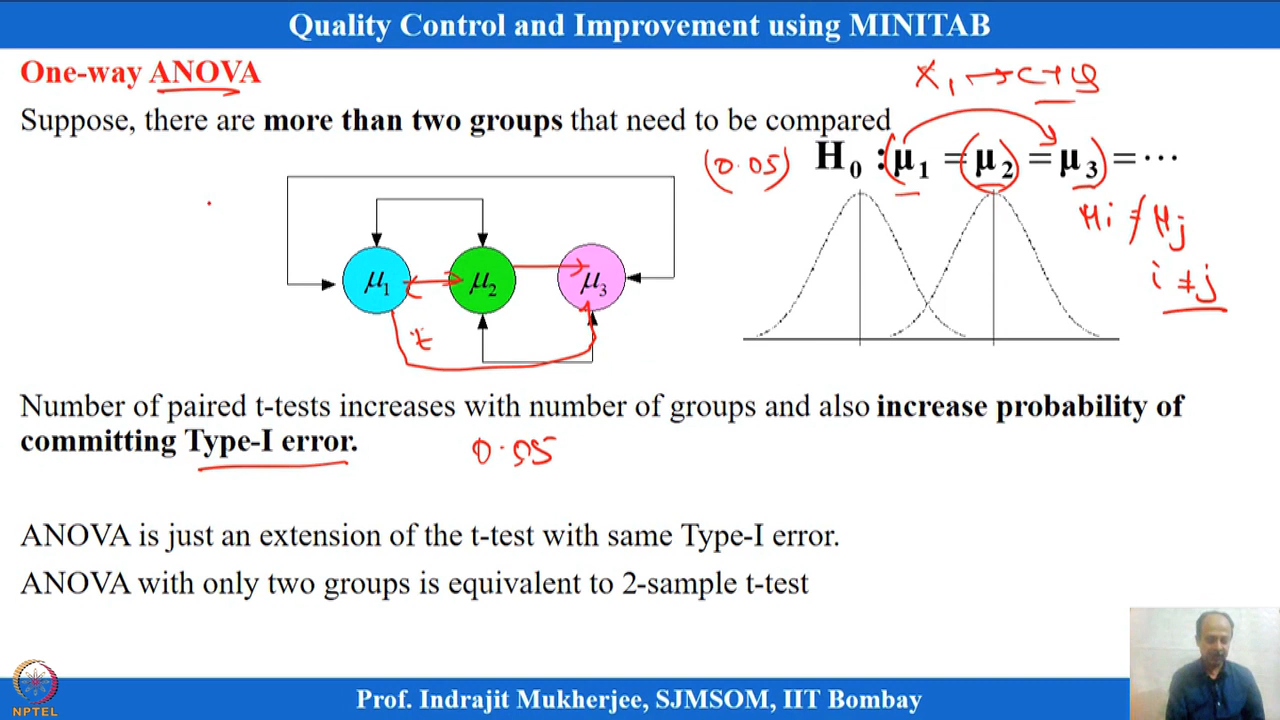 Quality Control and Improvement using MINITAB
One-way ANOVA
Suppose, there are more than two groups that need to be compared
(0.05) H0 : μ1 = μ2 = μ3 = ···
μi ≠ μj
i ≠ j
μ1 μ2 μ3
t
Number of paired t-tests increases with number of groups and also increase probability of
committing Type-I error.
0.05
ANOVA is just an extension of the t-test with same Type-I error.
ANOVA with only two groups is equivalent to 2-sample t-test
NPTEL
Prof. Indrajit Mukherjee, SJMSOM, IIT Bombay